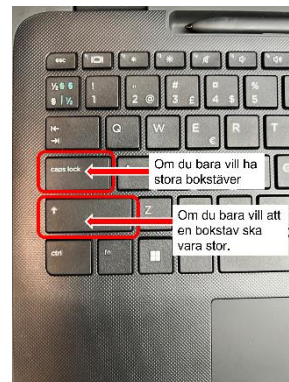 esc
! " # ¤
1 2 @ 3 £ 4 $ 5
Q W E R T
€
caps lock
Om du bara vill ha
stora bokstäver
Z
Om du bara vill att
en bokstav ska
vara stor.
ctrl fn